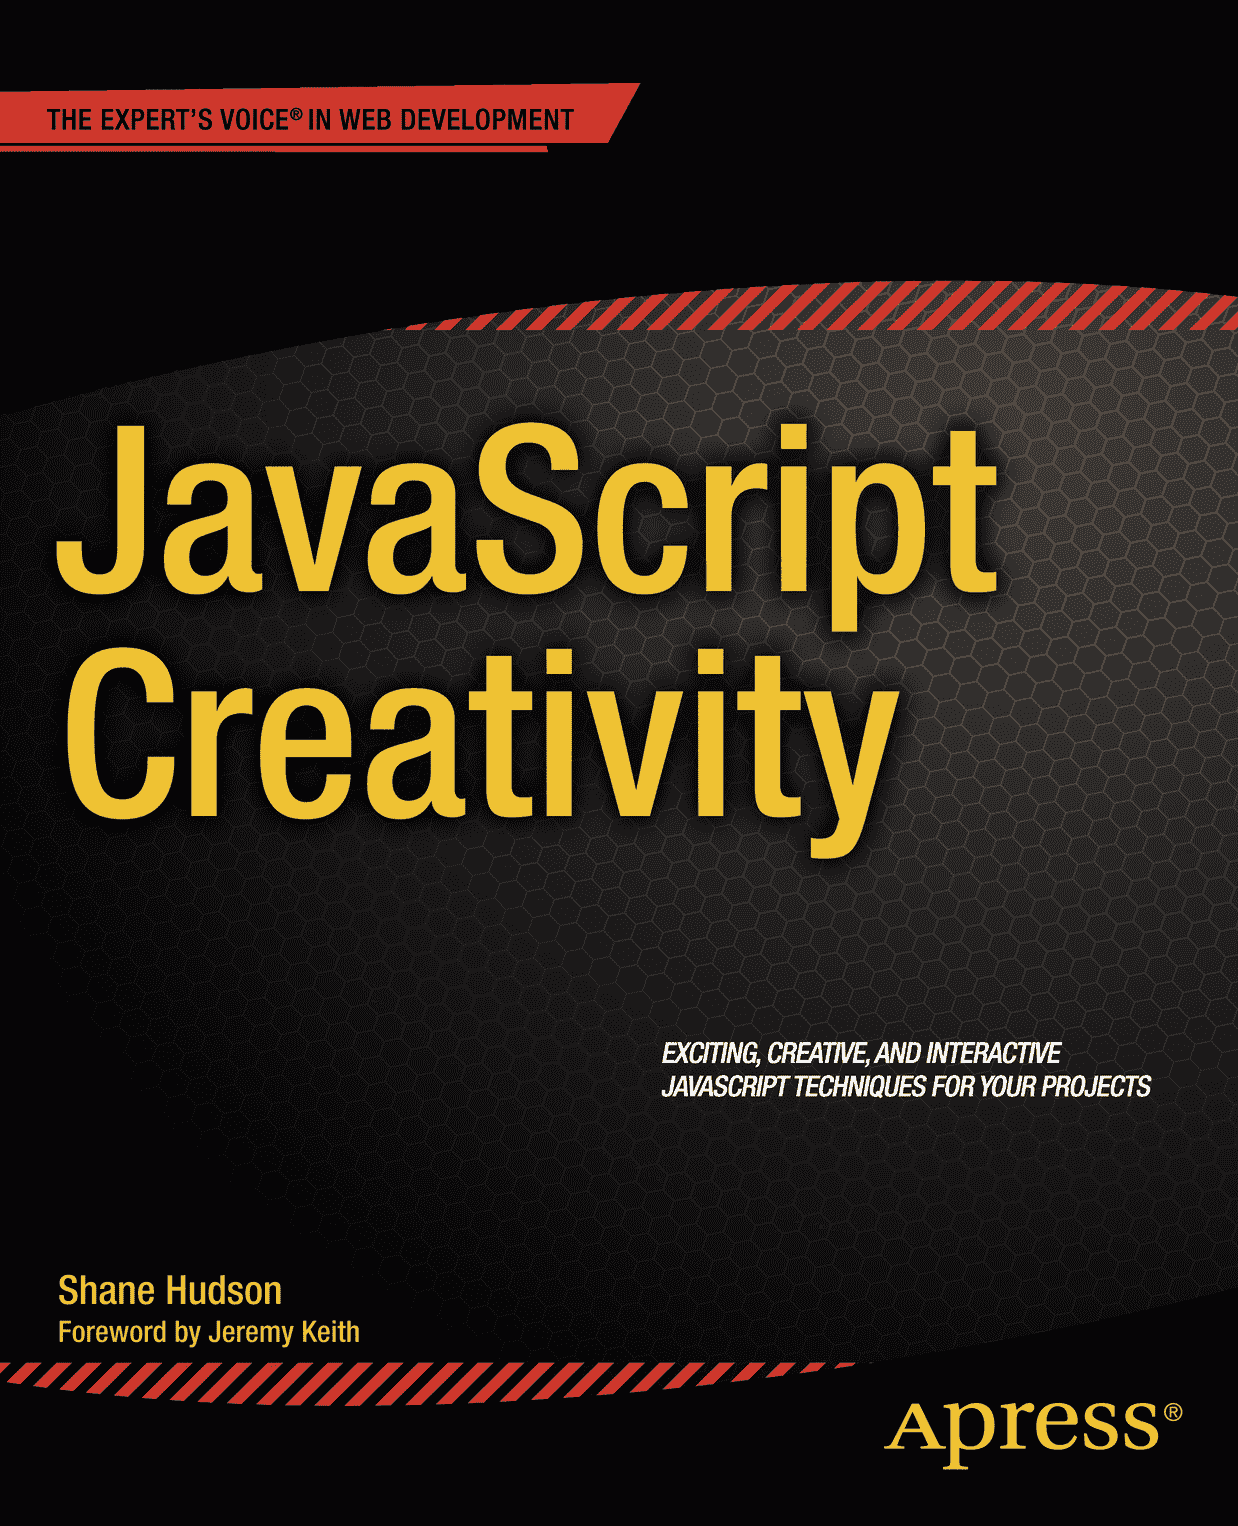 THE EXPERT'S VOICE® IN WEB DEVELOPMENT
JavaScript
Creativity
EXCITING, CREATIVE, AND INTERACTIVE
JAVASCRIPT TECHNIQUES FOR YOUR PROJECTS
Shane Hudson
Foreword by Jeremy Keith
Apress®